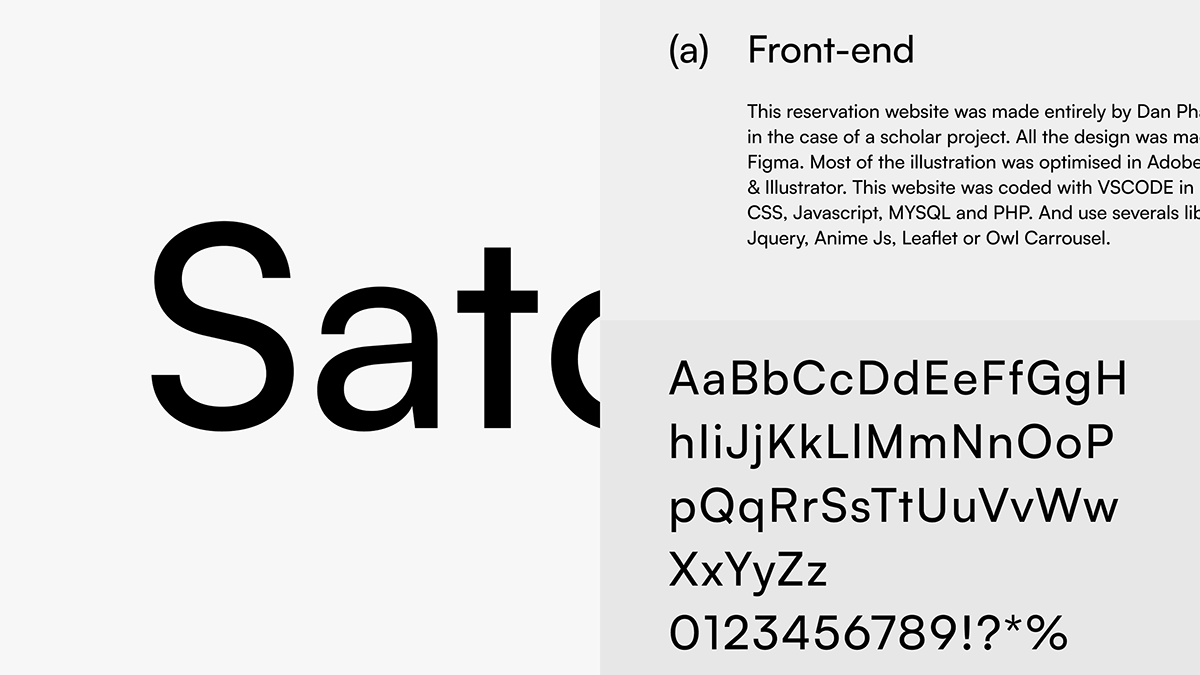 Sato
(a) Front-end
This reservation website was made entirely by Dan Pha
in the case of a scholar project. All the design was ma
Figma. Most of the illustration was optimised in Adobe
& Illustrator. This website was coded with VSCODE in
CSS, Javascript, MYSQL and PHP. And use severals lib
Jquery, Anime Js, Leaflet or Owl Carrousel.
AaBbCcDdEeFfGgH
hIiJjKkLlMmNnOoP
pQqRrSsTtUuVvWw
XxYyZz
0123456789!?*%